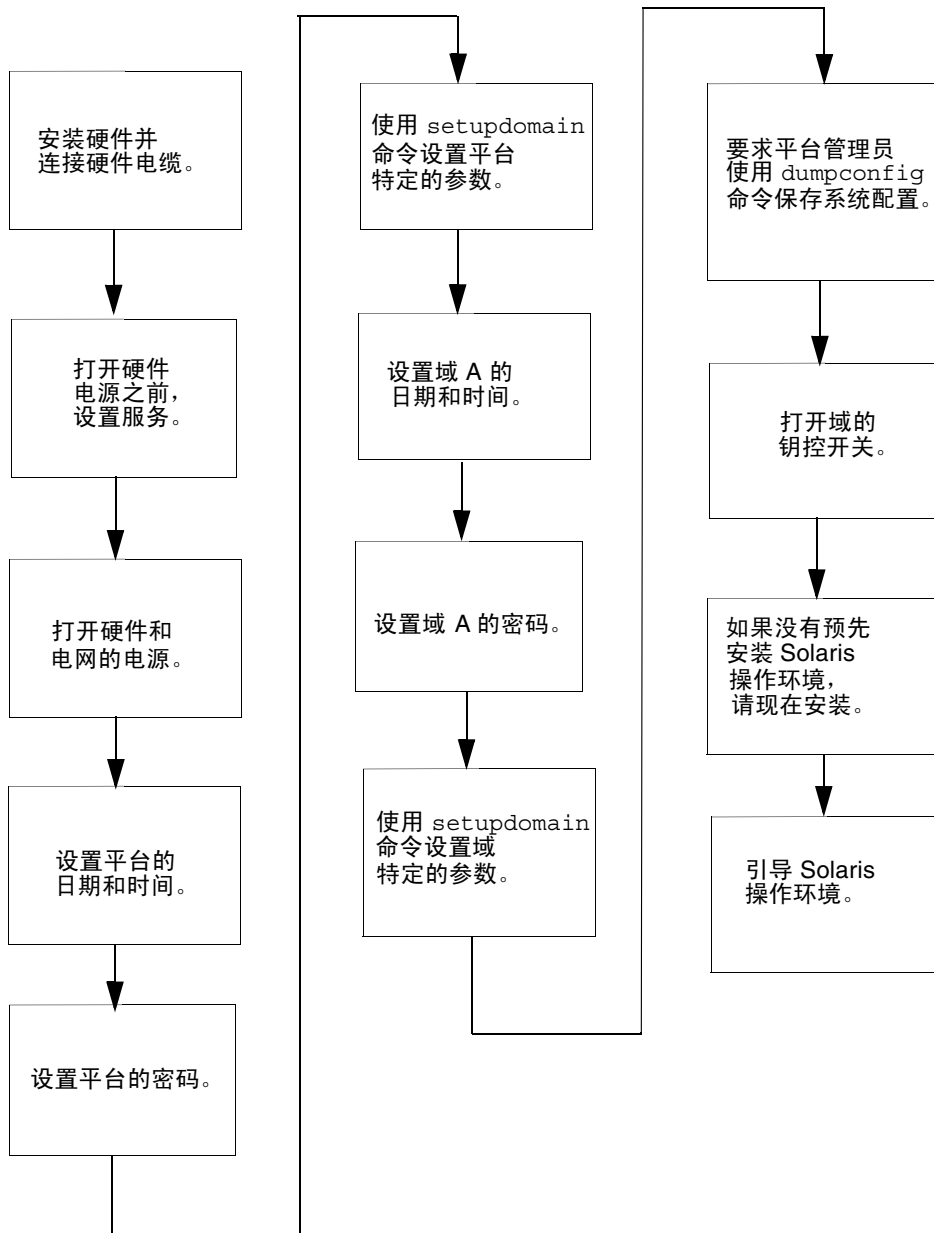 安装硬件并
连接硬件电缆。
打开硬件
电源之前，
设置服务。
打开硬件和
电网的电源。
设置平台的
日期和时间。
设置平台的密码。
使用 setupdomain
命令设置平台
特定的参数。
设置域 A 的
日期和时间。
设置域 A 的密码。
使用 setupdomain
命令设置域
特定的参数。
要求平台管理员
使用 dumpconfig
命令保存系统配置。
打开域的
钥控开关。
如果没有预先
安装 Solaris
操作环境，
请现在安装。
引导 Solaris
操作环境。